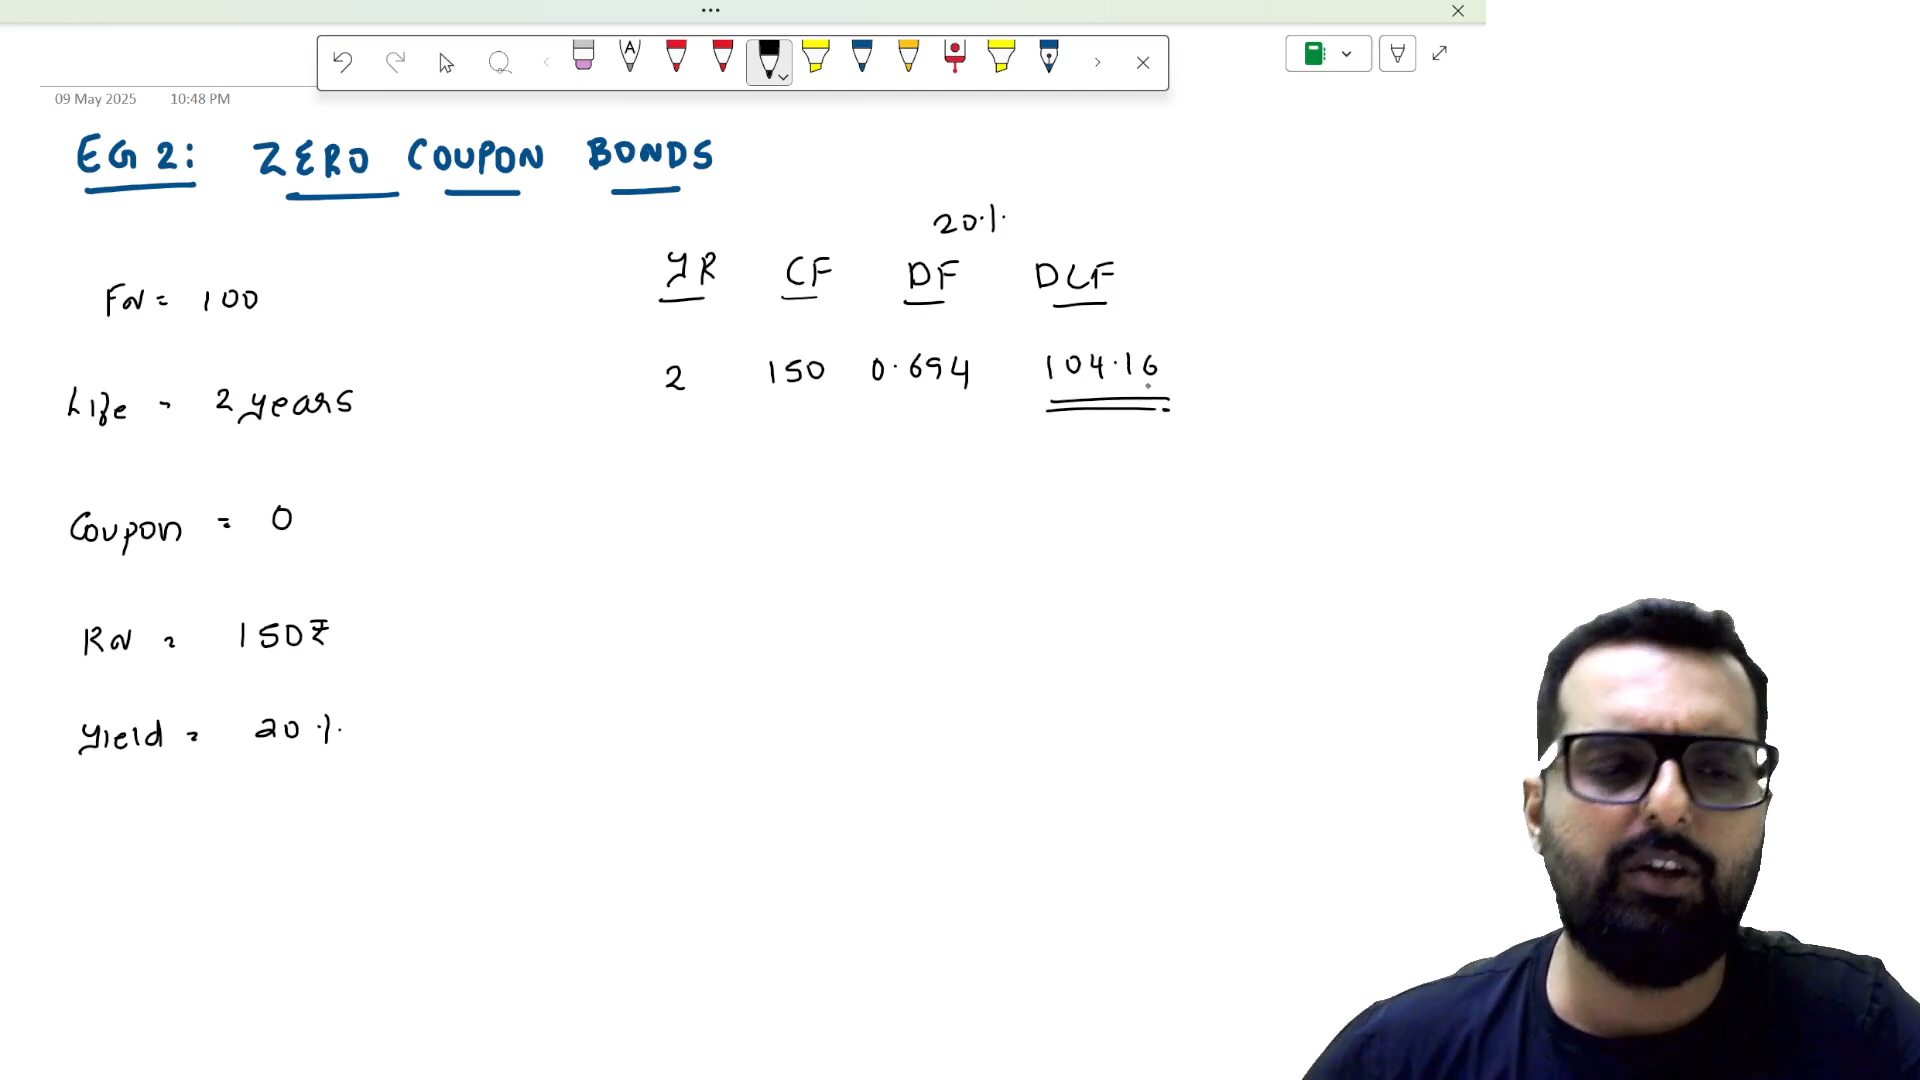 09 May 2025 10:48 PM
EG 2: ZERO COUPON BONDS
20%
YR CF DF DCF
FV = 100
2 150 0.694 104.16
Life - 2 years
Coupon = 0
RV = 150₹
Yield = 20%